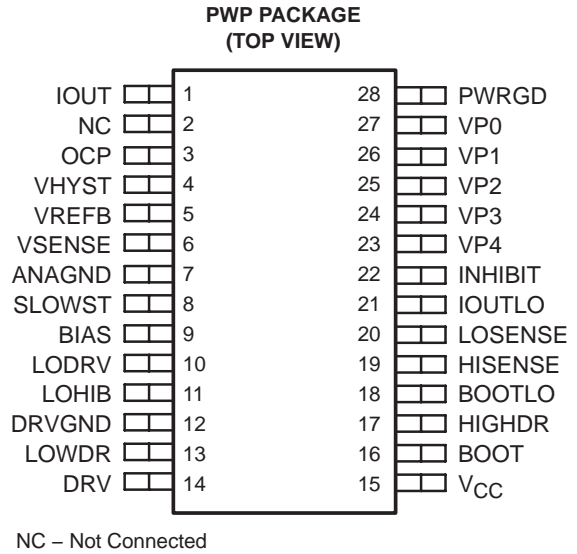 PWP PACKAGE
(TOP VIEW)
IOUT 1 28 PWRGD
NC 2 27 VP0
OCP 3 26 VP1
VHYST 4 25 VP2
VREFB 5 24 VP3
VSENSE 6 23 VP4
ANAGND 7 22 INHIBIT
SLOWST 8 21 IOUTLO
BIAS 9 20 LOSENSE
LODRV 10 19 HISENSE
LOHIB 11 18 BOOTLO
DRVGND 12 17 HIGHDR
LOWDR 13 16 BOOT
DRV 14 15 VCC
NC – Not Connected